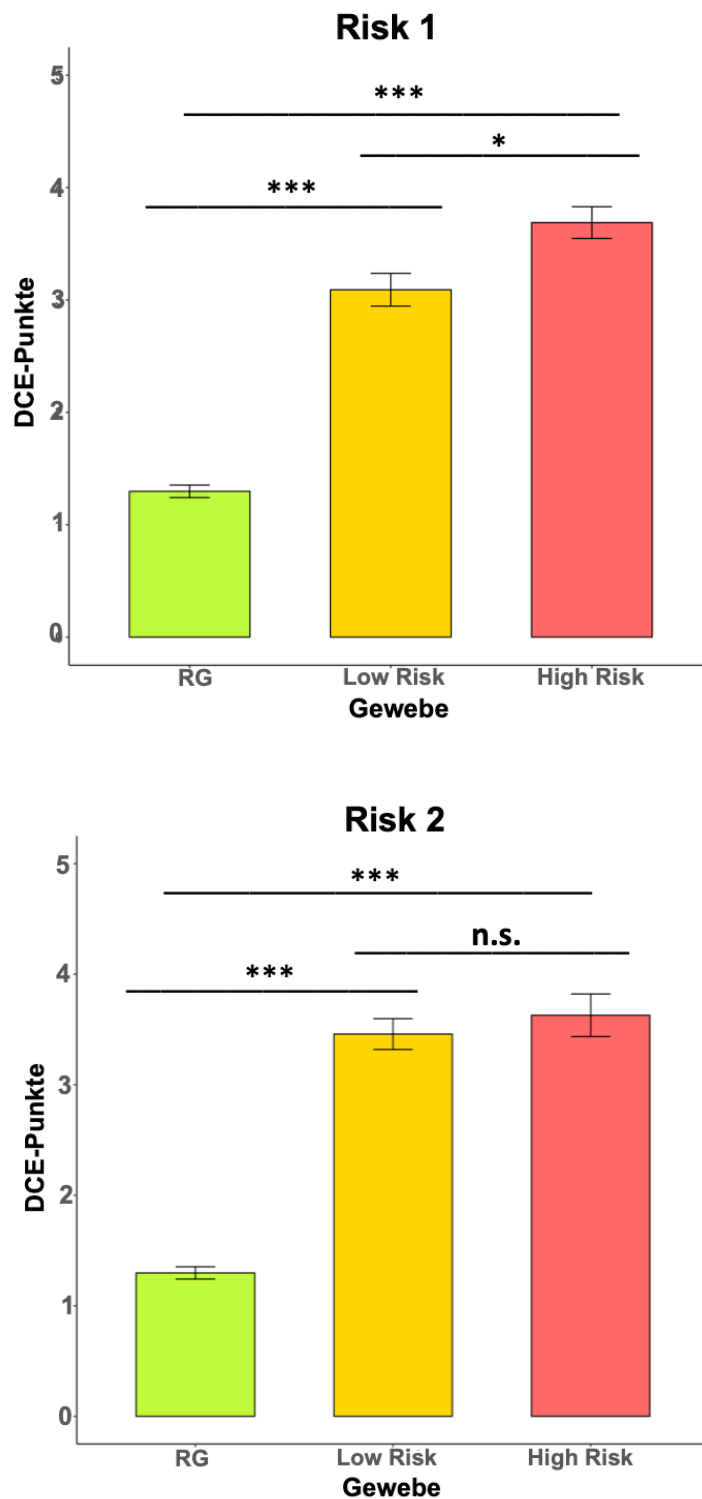 Risk 1
5
***
*
***
4
3
2
1
0
DCE-Punkte
RG Low Risk High Risk
Gewebe
Risk 2
5
***
n.s.
***
4
3
2
1
0
DCE-Punkte
RG Low Risk High Risk
Gewebe